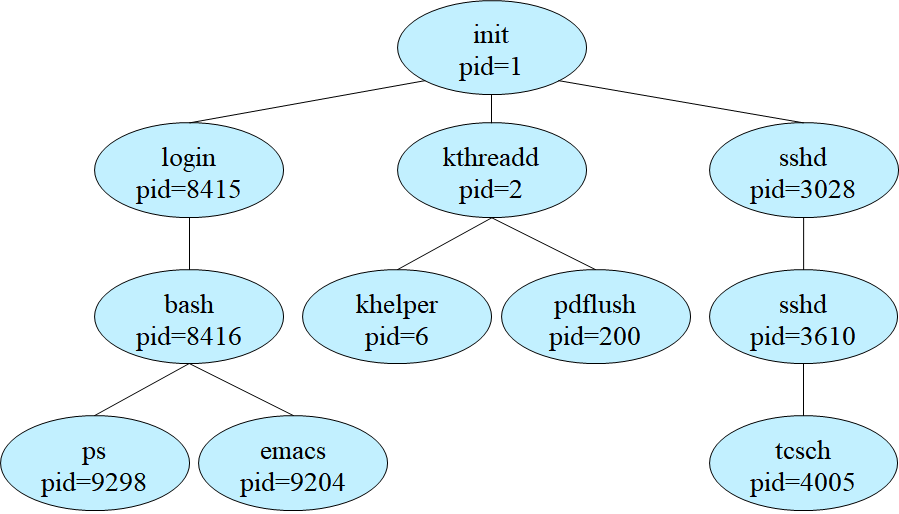 init
pid=1
login
pid=8415
kthreadd
pid=2
sshd
pid=3028
bash
pid=8416
khelper
pid=6
pdflush
pid=200
sshd
pid=3610
ps
pid=9298
emacs
pid=9204
tcsch
pid=4005